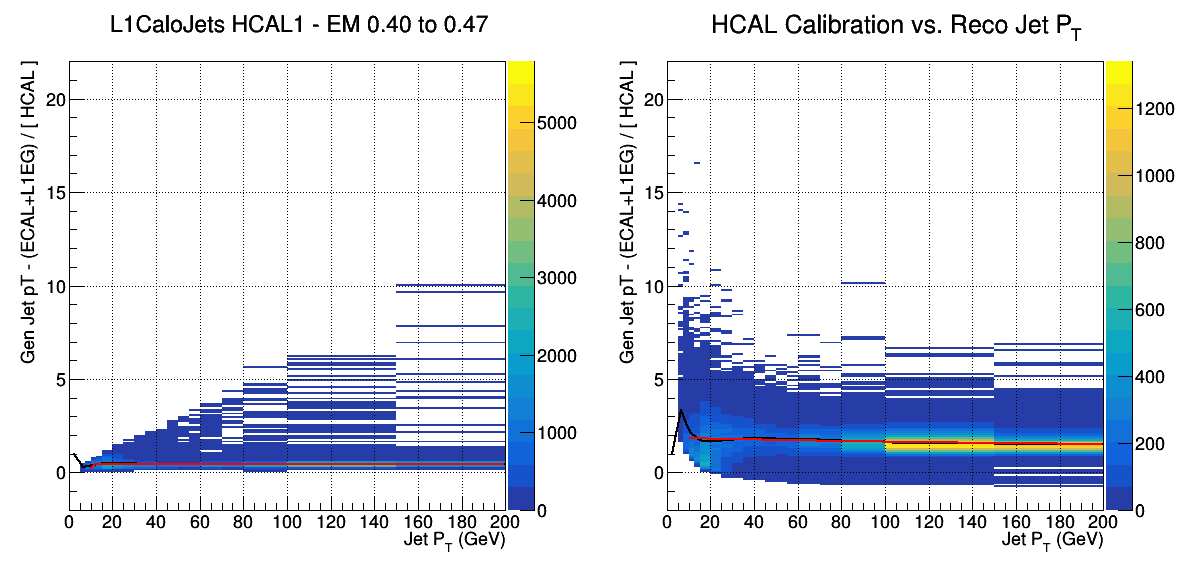 L1CaloJets HCAL1 - EM 0.40 to 0.47
Gen Jet pT - (ECAL+L1EG) / [ HCAL ]
20
15
10
5
0
0 20 40 60 80 100 120 140 160 180 200
Jet P_T (GeV)
5000
4000
3000
2000
1000
0
HCAL Calibration vs. Reco Jet P_T
Gen Jet pT - (ECAL+L1EG) / [ HCAL ]
20
15
10
5
0
0 20 40 60 80 100 120 140 160 180 200
Jet P_T (GeV)
1200
1000
800
600
400
200
0